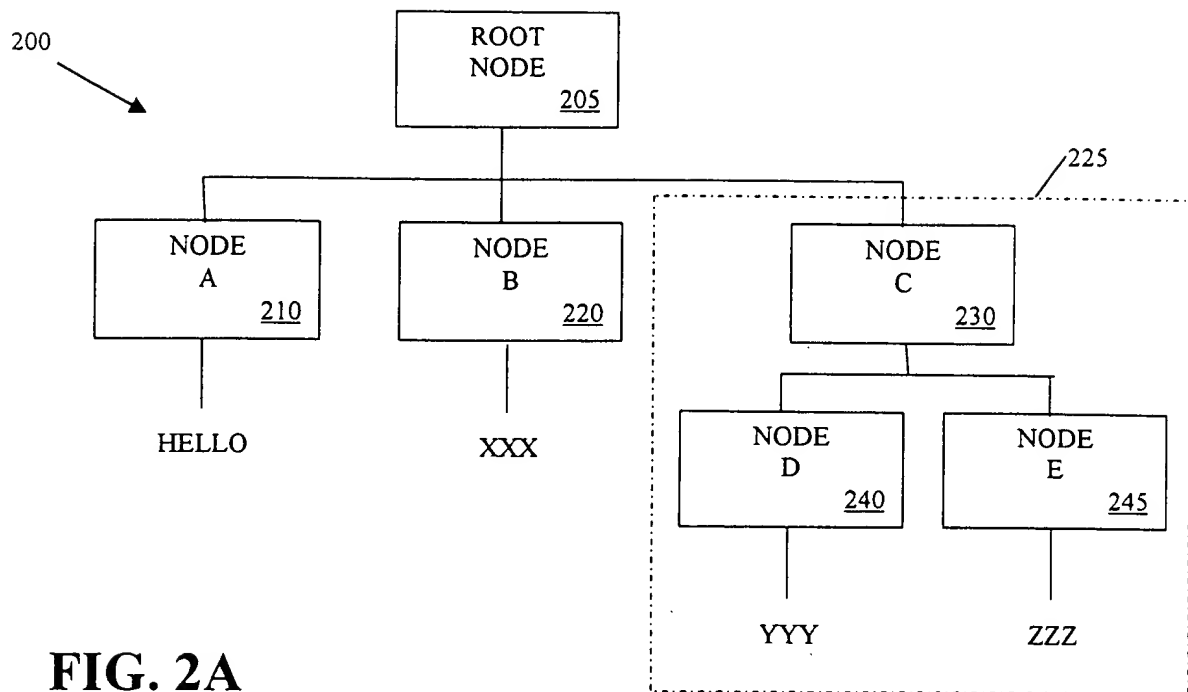 200
ROOT
NODE
205
225
NODE
A
210
NODE
B
220
NODE
C
230
HELLO
XXX
NODE
D
240
NODE
E
245
YYY
ZZZ
FIG. 2A